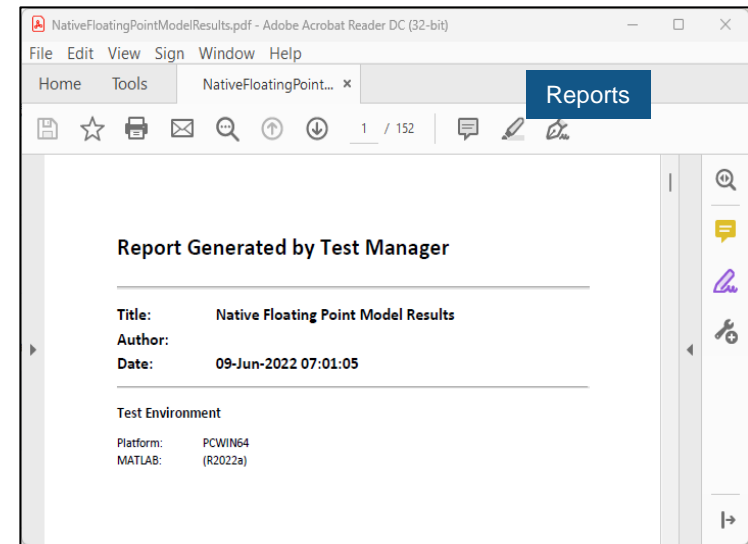 NativeFloatingPointModelResults.pdf - Adobe Acrobat Reader DC (32-bit)
File Edit View Sign Window Help
Home Tools NativeFloatingPoint... ×
Reports
1 / 152
Report Generated by Test Manager
Title: Native Floating Point Model Results
Author:
Date: 09-Jun-2022 07:01:05
Test Environment
Platform: PCWIN64
MATLAB: (R2022a)